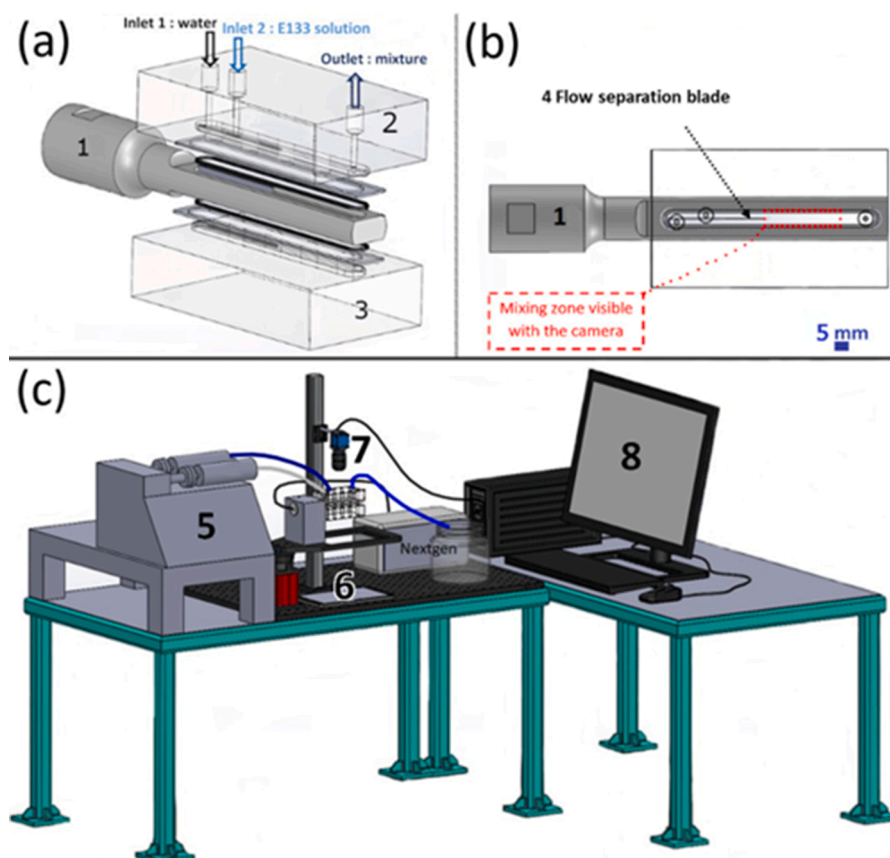 (a)
Inlet 1 : water
Inlet 2 : E133 solution
Outlet : mixture
1
2
3
(b)
4 Flow separation blade
1
Mixing zone visible
with the camera
5 mm
(c)
7
8
5
Nextgen
6